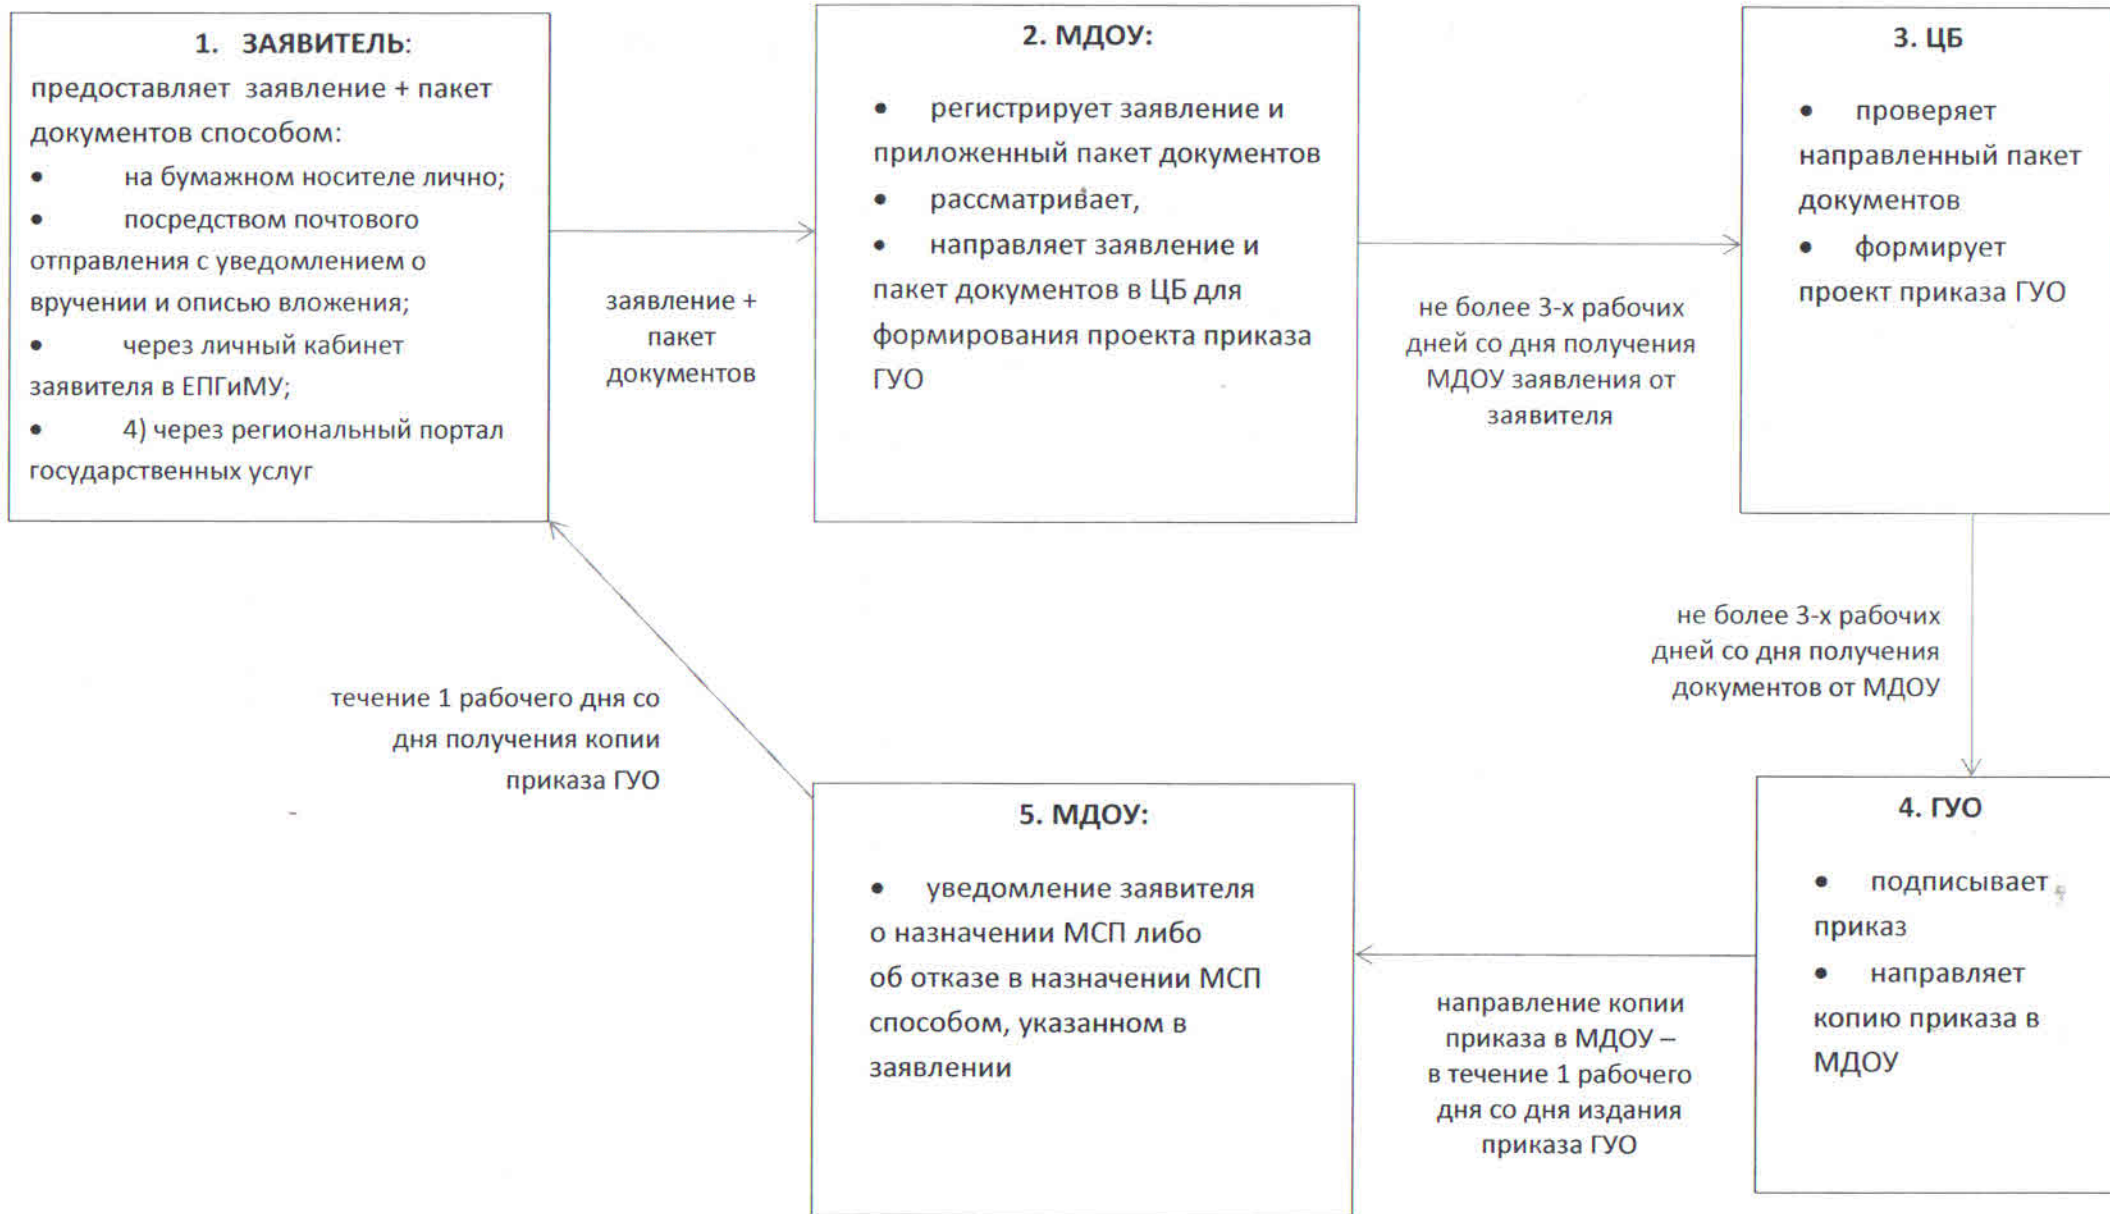 1. ЗАЯВИТЕЛЬ:
предоставляет заявление + пакет
документов способом:
• на бумажном носителе лично;
• посредством почтового
отправления с уведомлением о
вручении и описью вложения;
• через личный кабинет
заявителя в ЕПГиМУ;
• 4) через региональный портал
государственных услуг
заявление +
пакет
документов
2. МДОУ:
• регистрирует заявление и
приложенный пакет документов
• рассматривает,
• направляет заявление и
пакет документов в ЦБ для
формирования проекта приказа
ГУО
не более 3-х рабочих
дней со дня получения
МДОУ заявления от
заявителя
3. ЦБ
• проверяет
направленный пакет
документов
• формирует
проект приказа ГУО
не более 3-х рабочих
дней со дня получения
документов от МДОУ
4. ГУО
• подписывает
приказ
• направляет
копию приказа в
МДОУ
направление копии
приказа в МДОУ –
в течение 1 рабочего
дня со дня издания
приказа ГУО
5. МДОУ:
• уведомление заявителя
о назначении МСП либо
об отказе в назначении МСП
способом, указанном в
заявлении
течение 1 рабочего дня со
дня получения копии
приказа ГУО